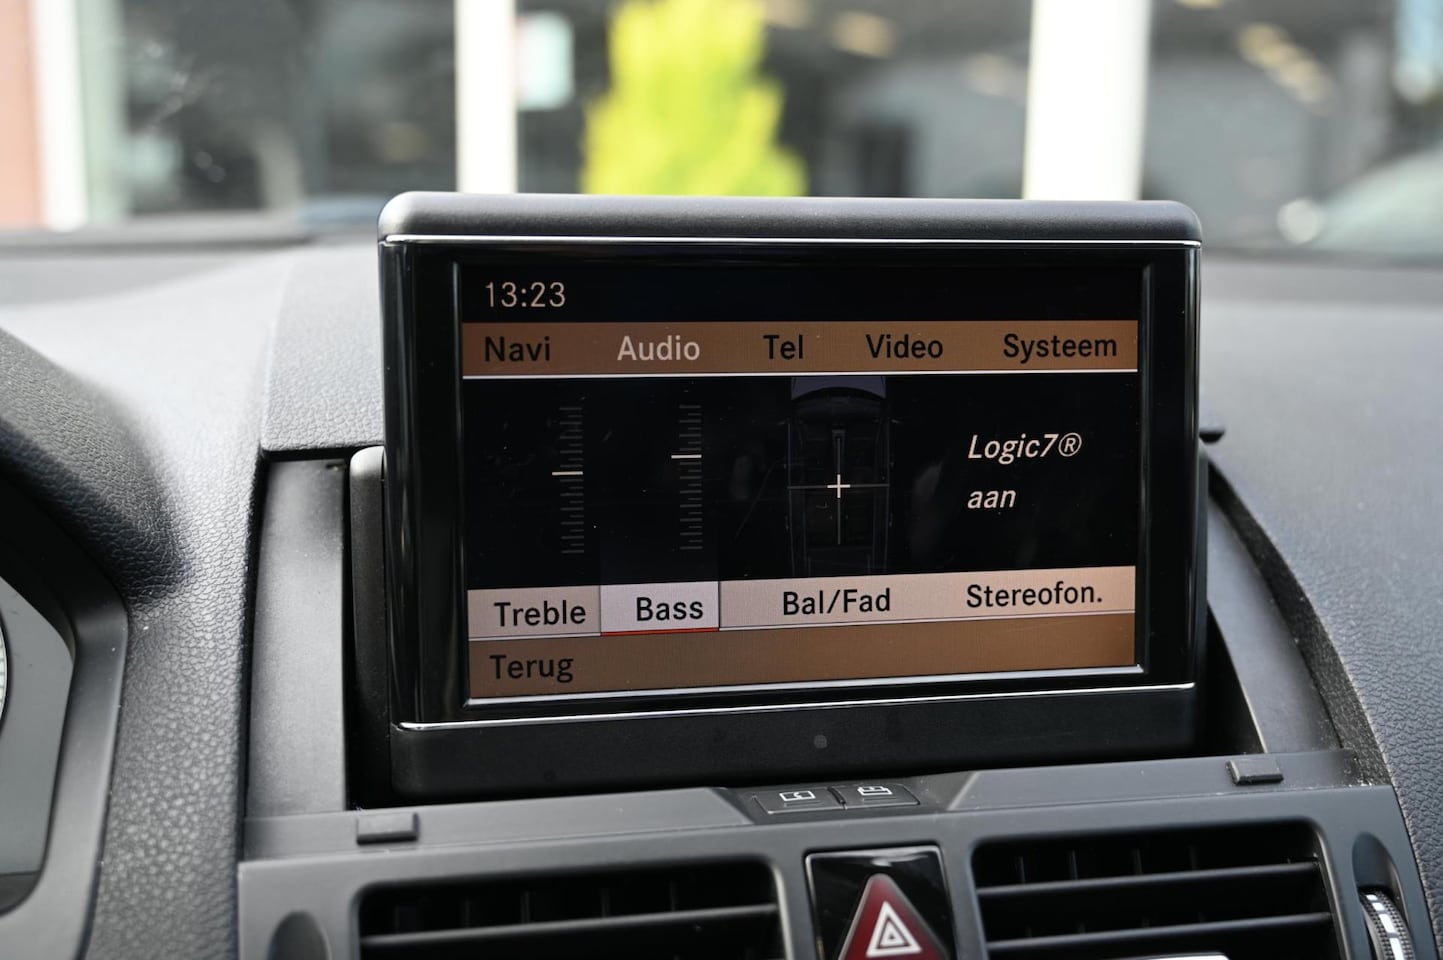 13:23
Navi Audio Tel Video Systeem
Logic7®
aan
Treble Bass Bal/Fad Stereofon.
Terug